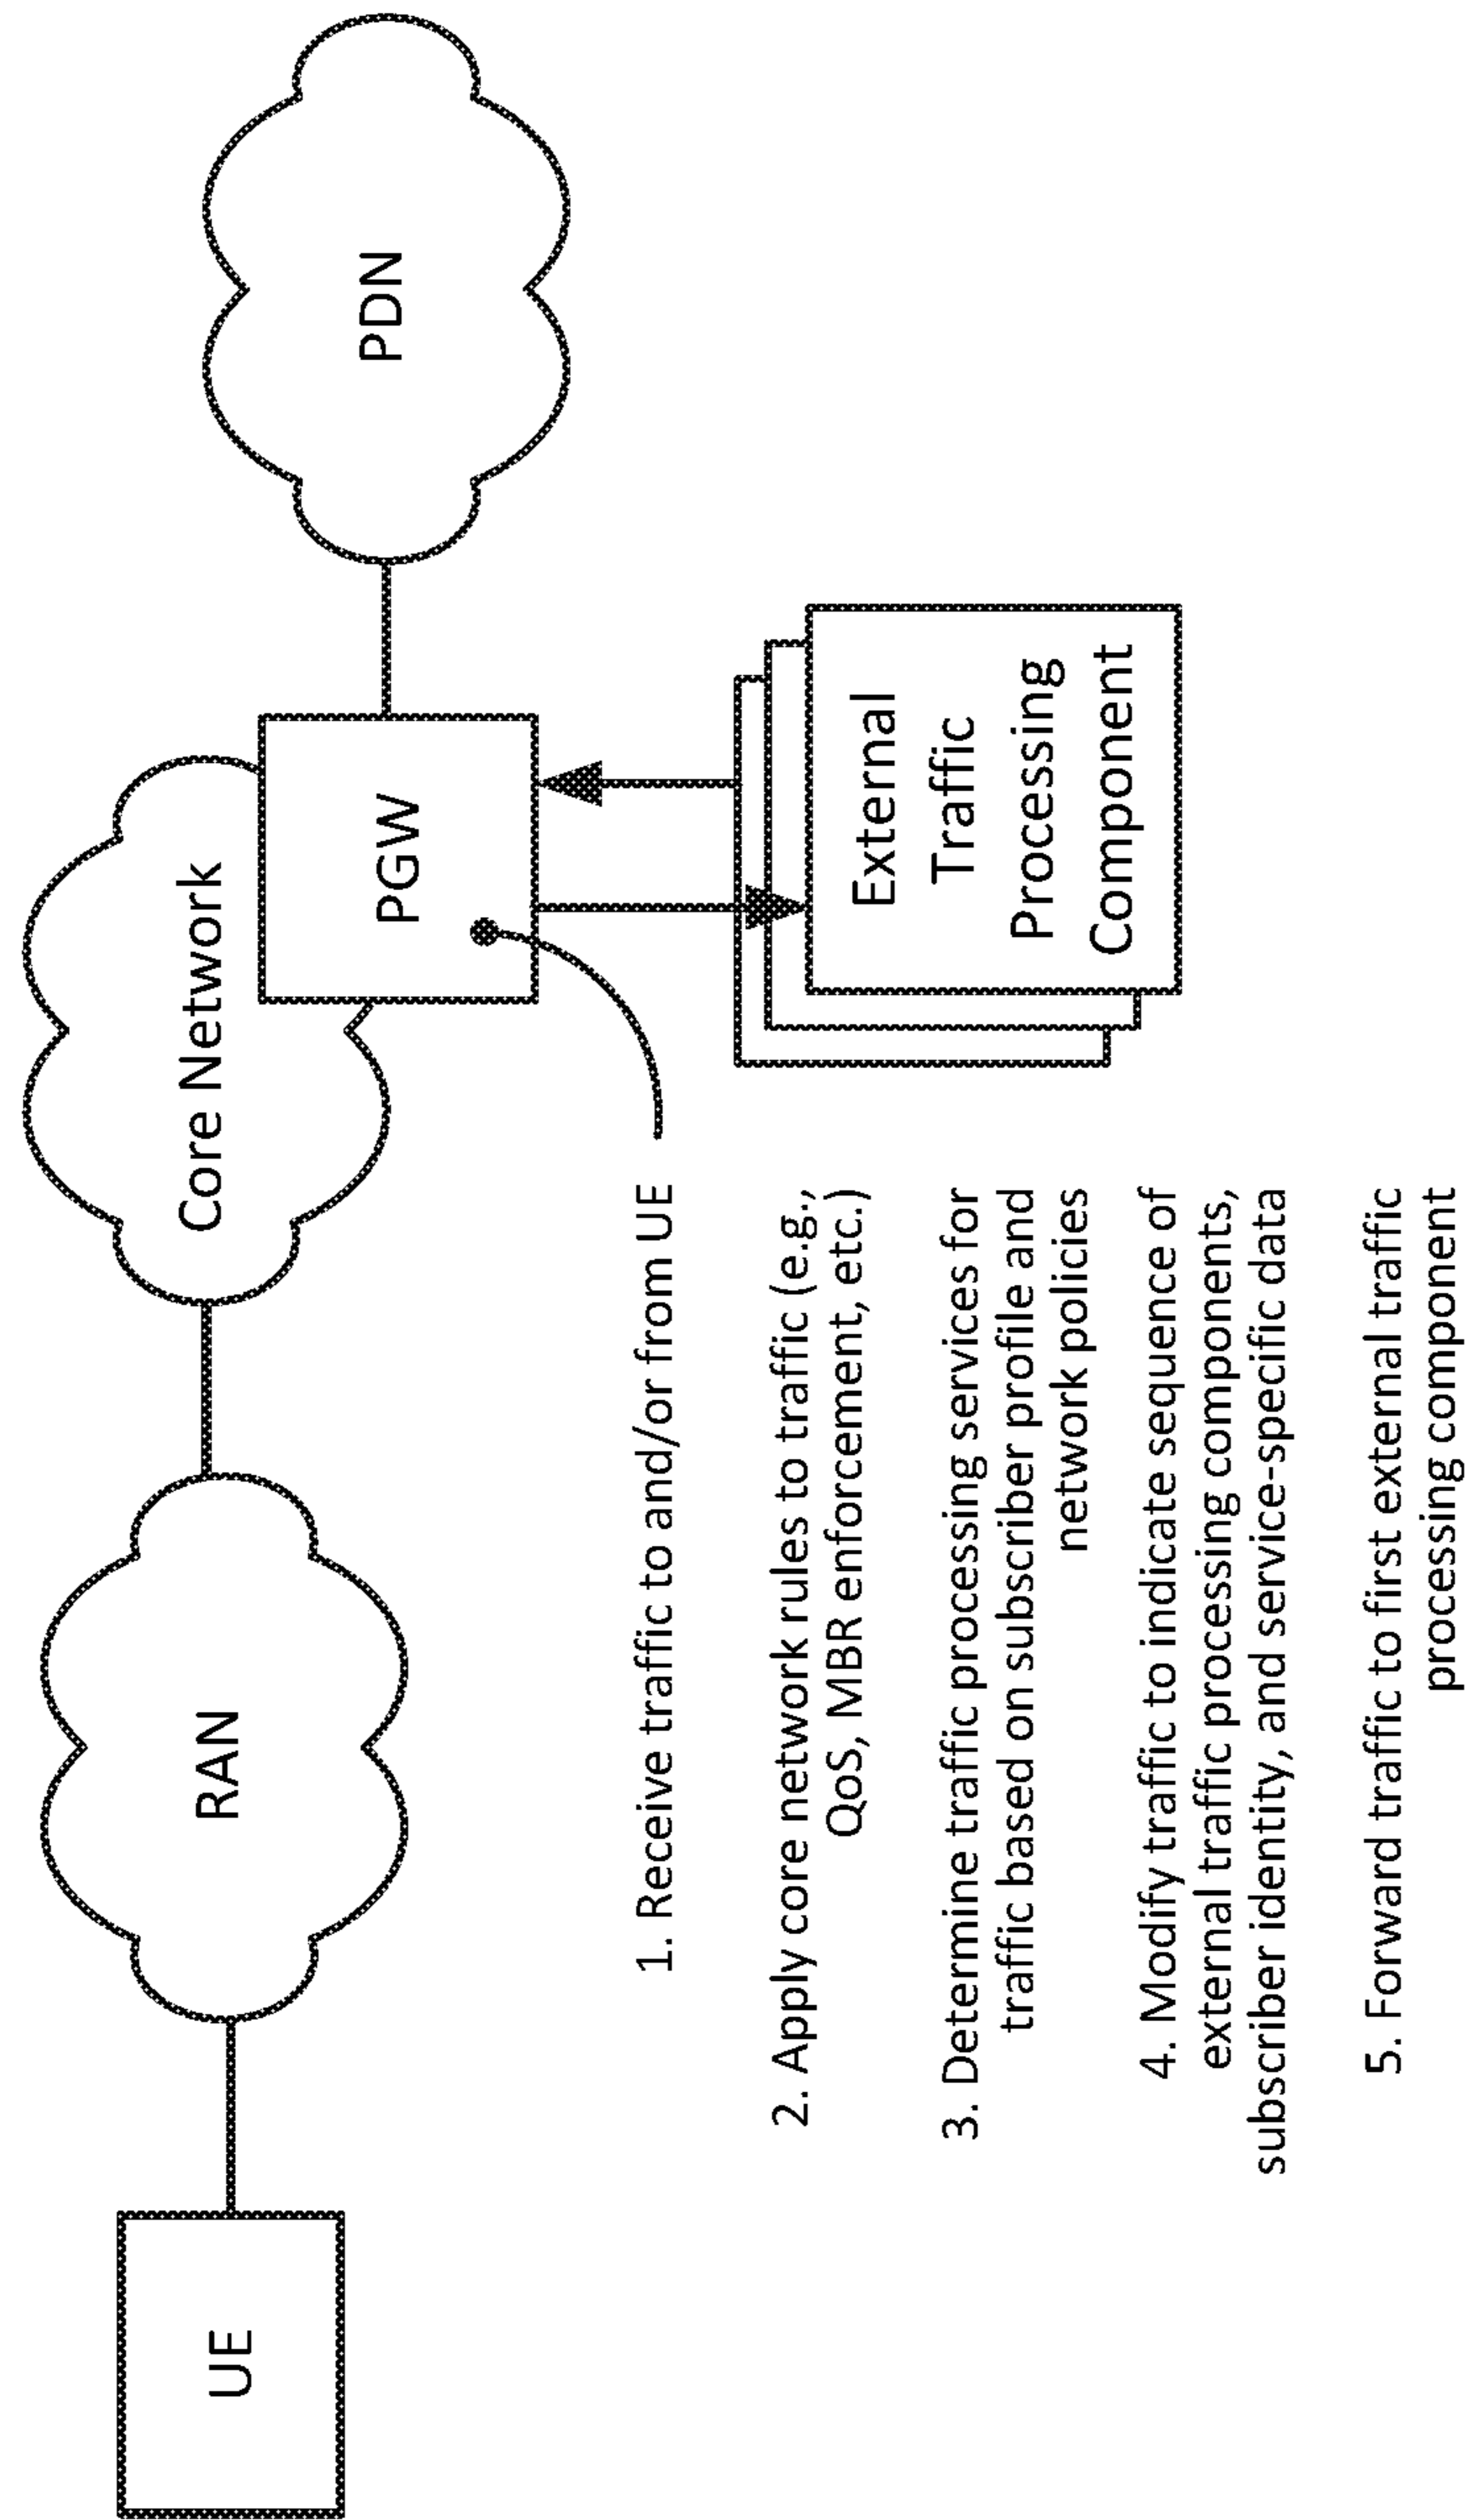 UE
RAN
Core Network
PGW
PDN
External
Traffic
Processing
Component
1. Receive traffic to and/or from UE
2. Apply core network rules to traffic (e.g.,
QoS, MBR enforcement, etc.)
3. Determine traffic processing services for
traffic based on subscriber profile and
network policies
4. Modify traffic to indicate sequence of
external traffic processing components,
subscriber identity, and service-specific data
5. Forward traffic to first external traffic
processing component